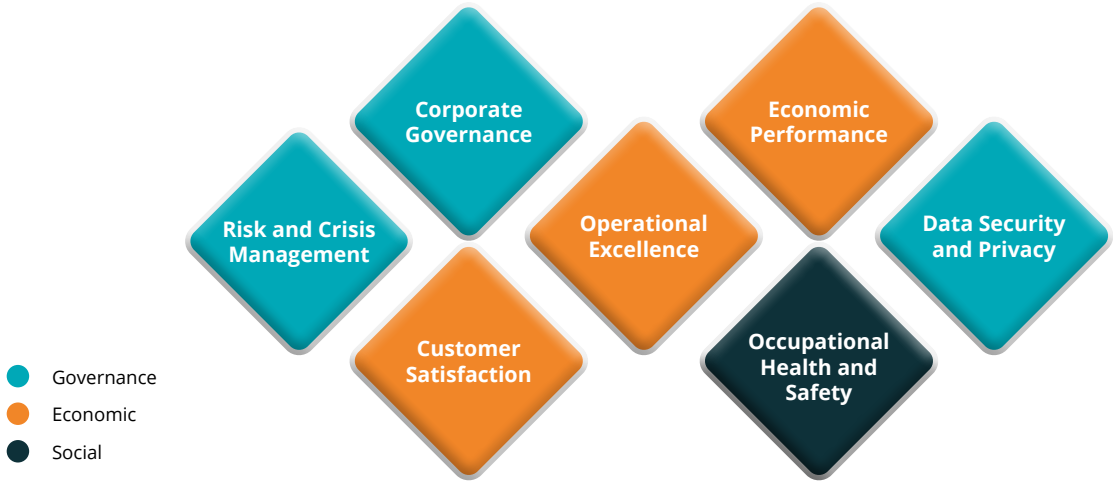 Corporate
Governance
Economic
Performance
Risk and Crisis
Management
Operational
Excellence
Data Security
and Privacy
Customer
Satisfaction
Occupational
Health and
Safety
Governance
Economic
Social